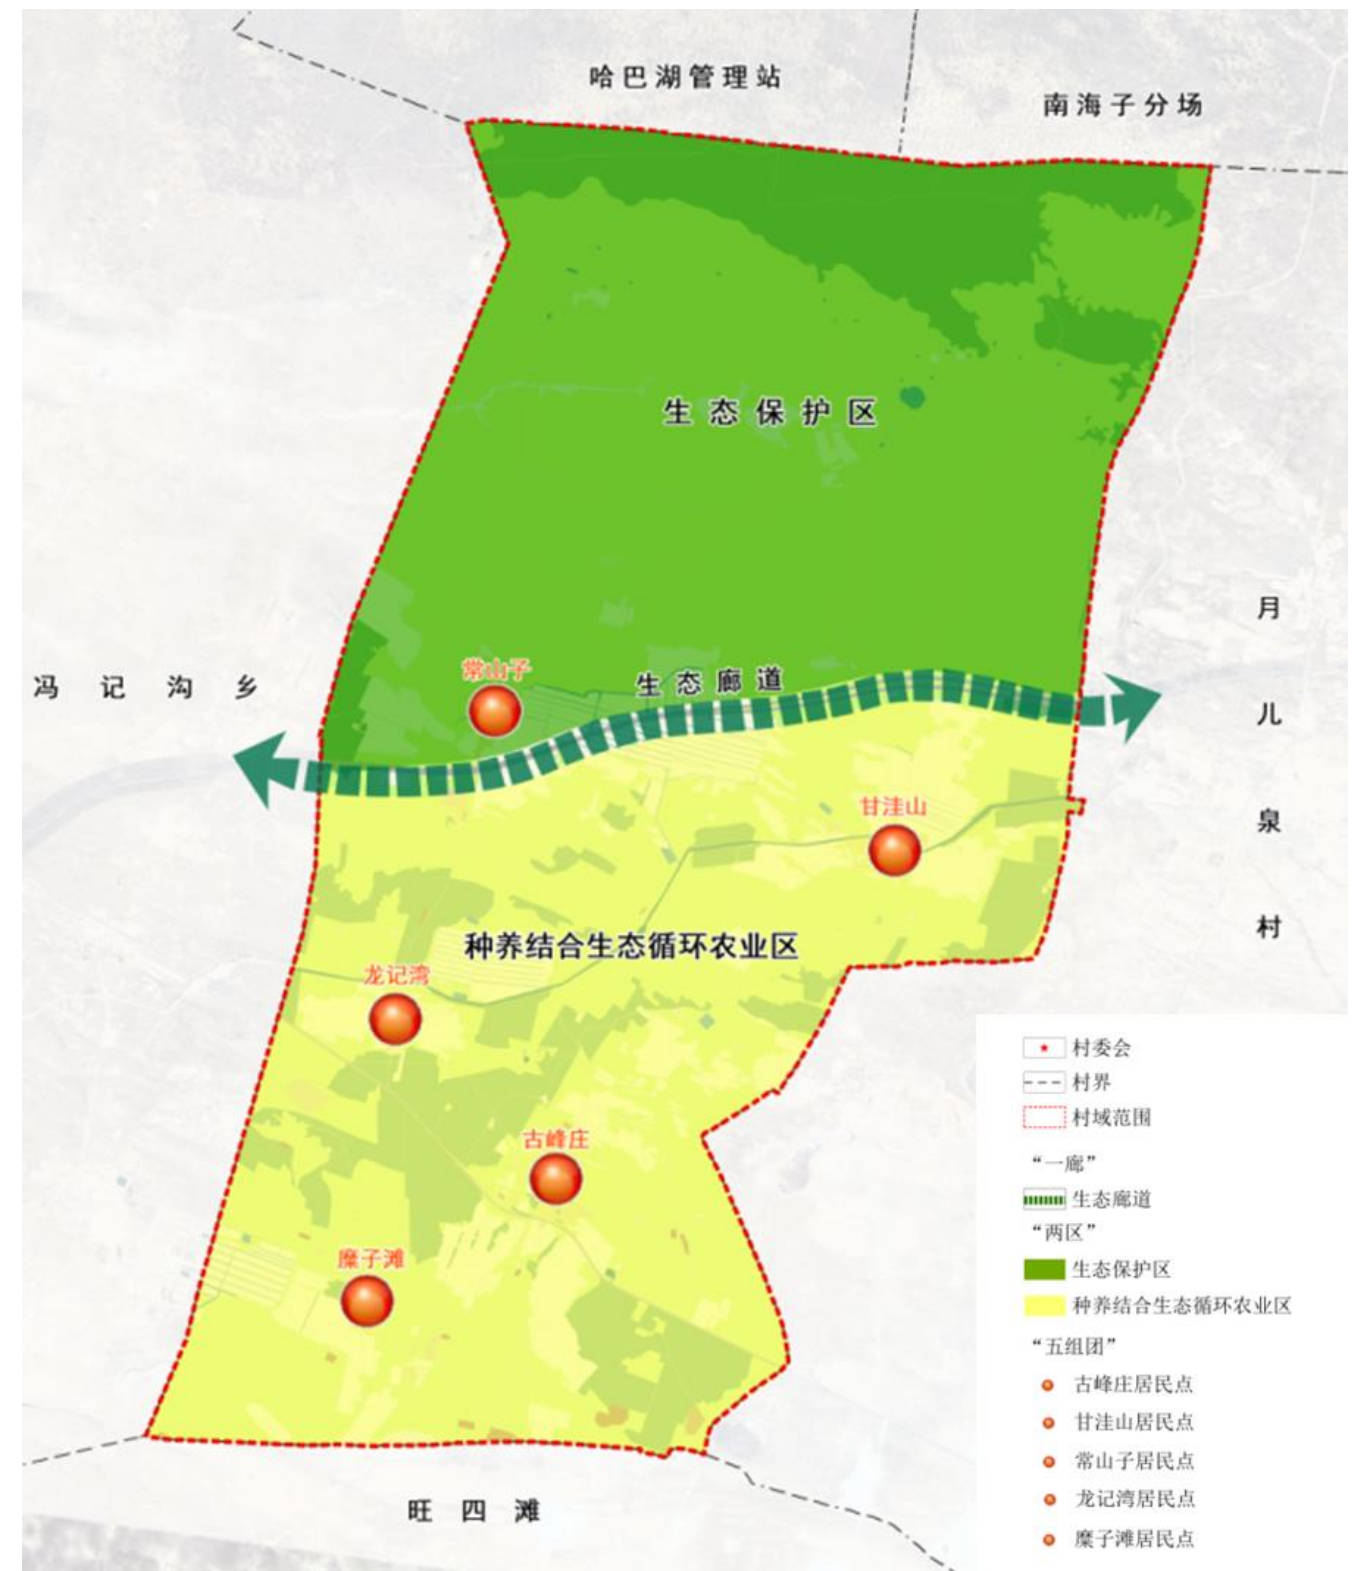 哈巴湖管理站
南海子分场
生态保护区
月儿泉村
冯记沟乡
常山子
生态廊道
甘洼山
种养结合生态循环农业区
龙记湾
古峰庄
糜子滩
旺四滩
村委会
村界
村域范围
“一廊”
生态廊道
“两区”
生态保护区
种养结合生态循环农业区
“五组团”
古峰庄居民点
甘洼山居民点
常山子居民点
龙记湾居民点
糜子滩居民点